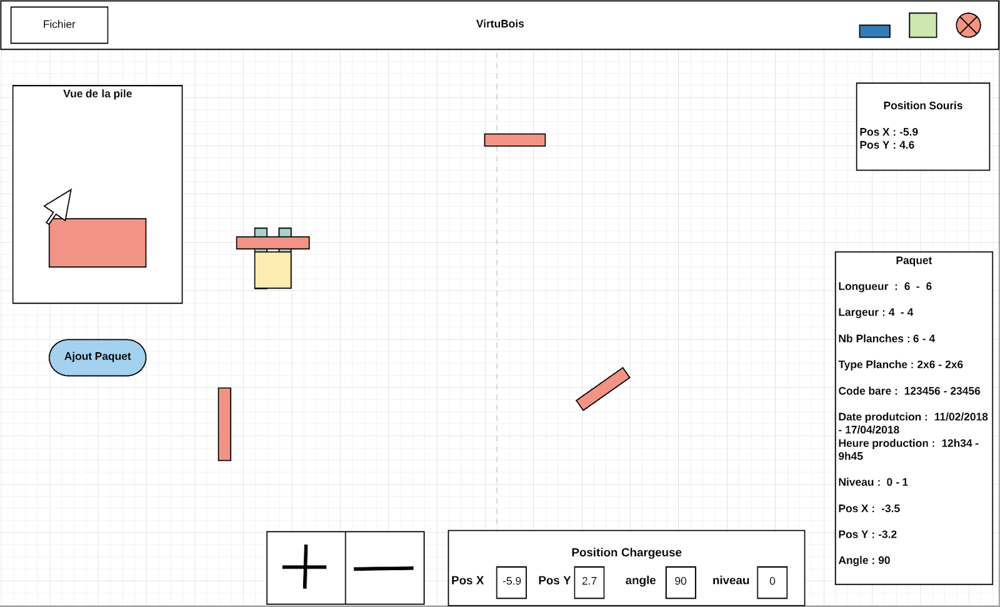 Fichier
VirtuBois
Vue de la pile
Position Souris
Pos X : -5.9
Pos Y : 4.6
Ajout Paquet
Paquet
Longueur : 6 - 6
Largeur : 4 - 4
Nb Planches : 6 - 4
Type Planche : 2x6 - 2x6
Code bare : 123456 - 23456
Date produtcion : 11/02/2018
- 17/04/2018
Heure production : 12h34 -
9h45
Niveau : 0 - 1
Pos X : -3.5
Pos Y : -3.2
Angle : 90
Position Chargeuse
Pos X -5.9 Pos Y 2.7 angle 90 niveau 0